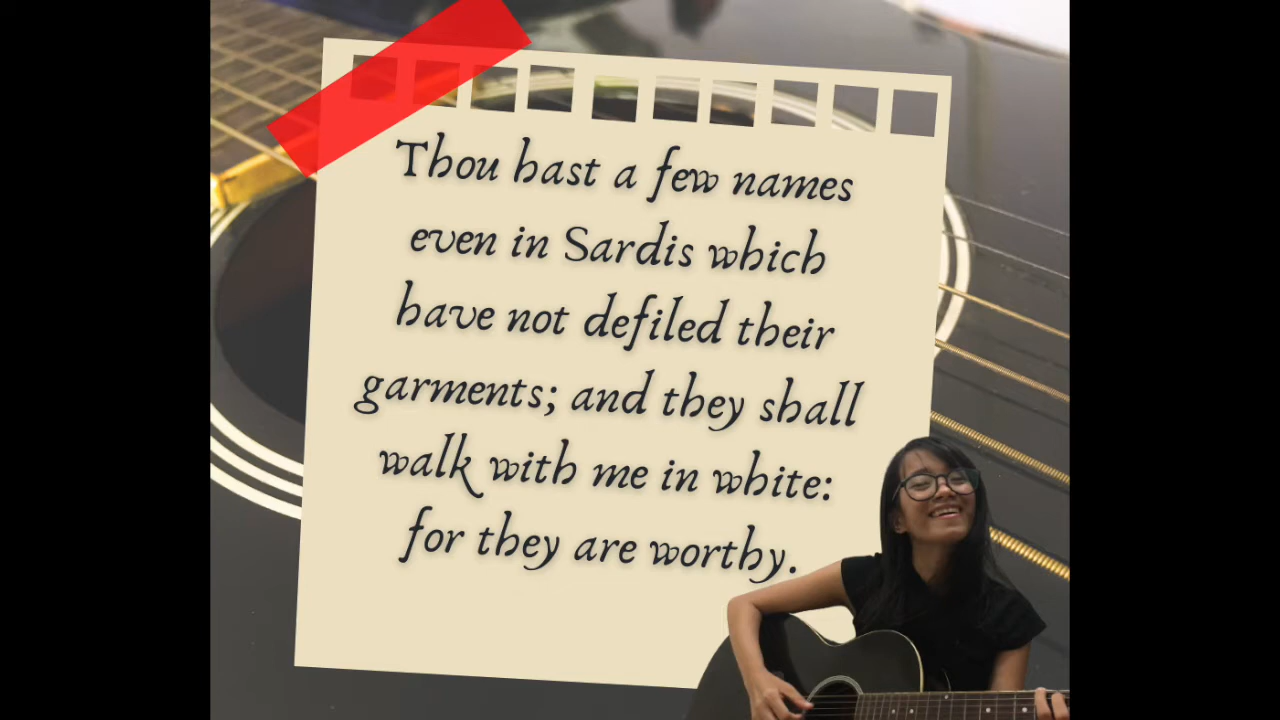 Thou hast a few names
even in Sardis which
have not defiled their
garments; and they shall
walk with me in white:
for they are worthy.